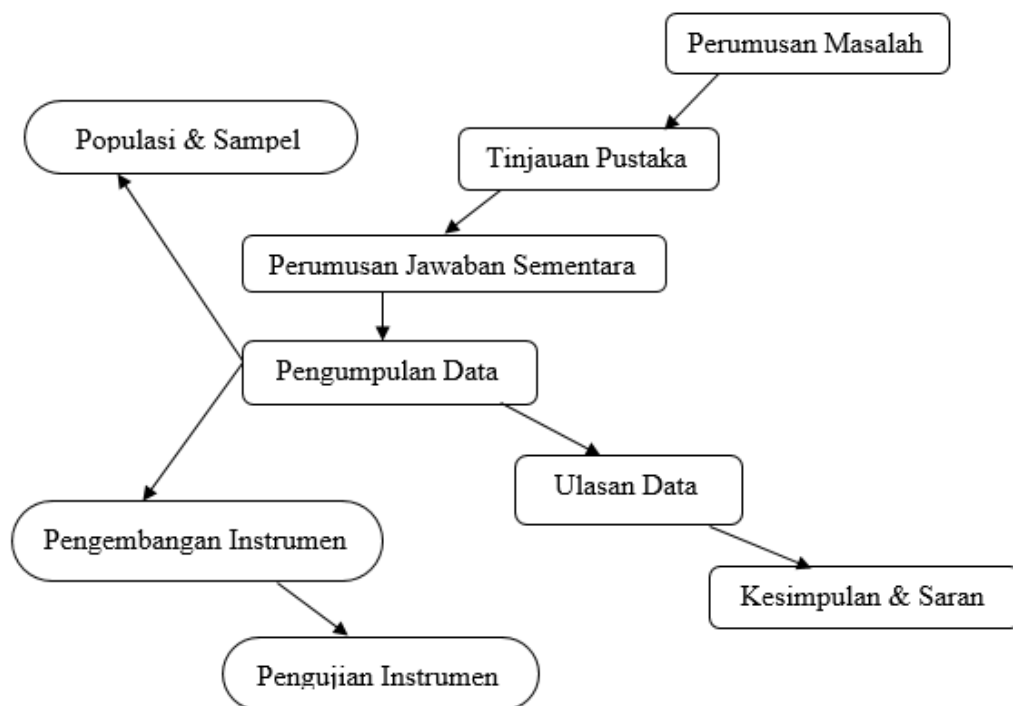 Perumusan Masalah
Populasi & Sampel
Tinjauan Pustaka
Perumusan Jawaban Sementara
Pengumpulan Data
Ulasan Data
Pengembangan Instrumen
Kesimpulan & Saran
Pengujian Instrumen